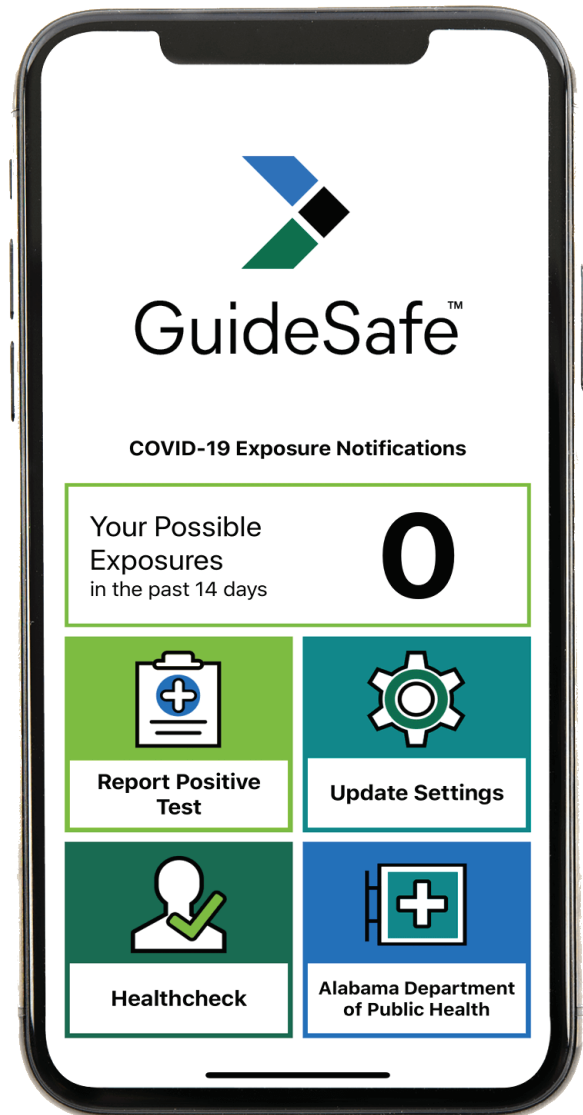 GuideSafe™
COVID-19 Exposure Notifications
Your Possible
Exposures
in the past 14 days
0
Report Positive
Test
Update Settings
Healthcheck
Alabama Department
of Public Health